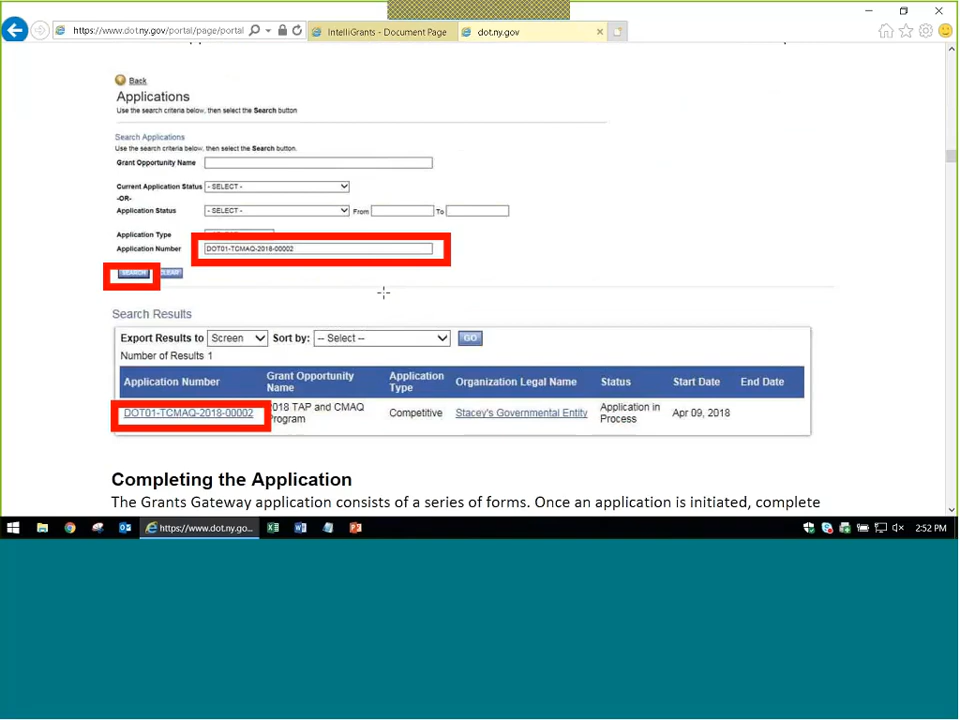 https://www.dot.ny.gov/portal/page/portal
IntelliGrants - Document Page
dot.ny.gov
Back
Applications
Use the search criteria below, then select the Search button
Search Applications
Use the search criteria below, then select the Search button.
Grant Opportunity Name
Current Application Status - SELECT -
-OR-
Application Status - SELECT - From To
Application Type
Application Number DOT01-TCMAQ-2018-00002
SEARCH CLEAR
Search Results
Export Results to Screen Sort by: -- Select -- GO
Number of Results 1
Application Number Grant Opportunity Name Application Type Organization Legal Name Status Start Date End Date
DOT01-TCMAQ-2018-00002 2018 TAP and CMAQ Program Competitive Stacey's Governmental Entity Application in Process Apr 09, 2018
Completing the Application
The Grants Gateway application consists of a series of forms. Once an application is initiated, complete
https://www.dot.ny.go...
2:52 PM